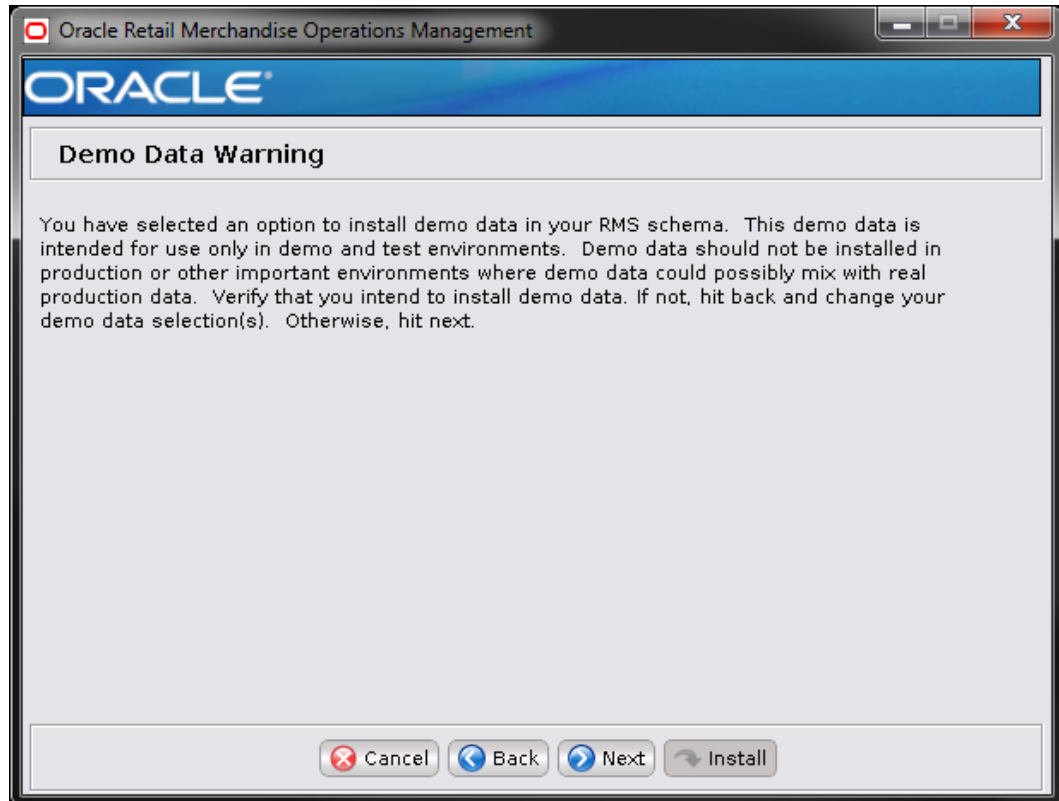 Oracle Retail Merchandise Operations Management
ORACLE®
Demo Data Warning
You have selected an option to install demo data in your RMS schema.  This demo data is
intended for use only in demo and test environments.  Demo data should not be installed in
production or other important environments where demo data could possibly mix with real
production data.  Verify that you intend to install demo data. If not, hit back and change your
demo data selection(s).  Otherwise, hit next.
Cancel Back Next Install